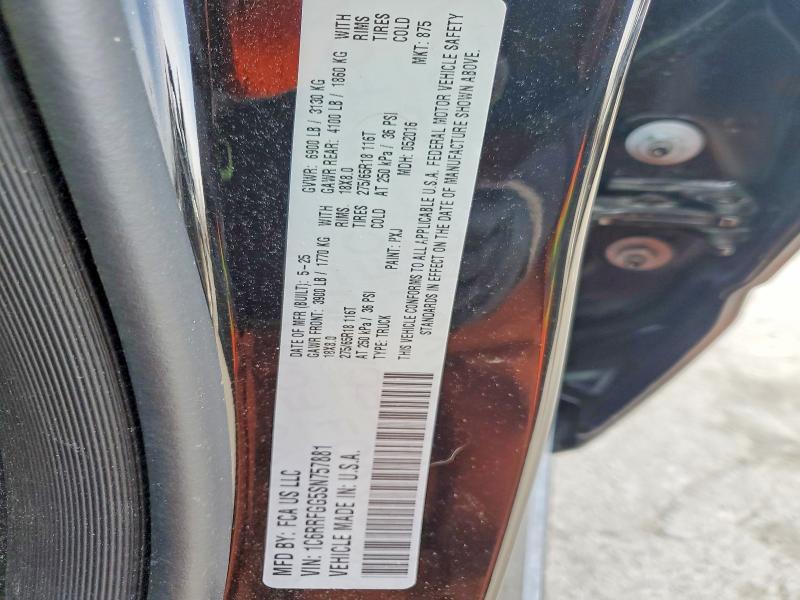 MFD BY: FCA US LLC
DATE OF MFR (BUILT): 5-25
GVWR: 6900 LB / 3130 KG
GAWR FRONT: 3900 LB / 1770 KG WITH
GAWR REAR: 4100 LB / 1860 KG WITH
18X8.0 RIMS
18X8.0 RIMS
275/65R18 116T TIRES
275/65R18 116T TIRES
AT 250 kPa / 36 PSI COLD
AT 250 kPa / 36 PSI COLD
VIN: 1C6RRFGG5SN757881
TYPE: TRUCK
PAINT: PXJ
MDH: 052016
MKT: 875
VEHICLE MADE IN: U.S.A.
THIS VEHICLE CONFORMS TO ALL APPLICABLE U.S.A. FEDERAL MOTOR VEHICLE SAFETY
STANDARDS IN EFFECT ON THE DATE OF MANUFACTURE SHOWN ABOVE.